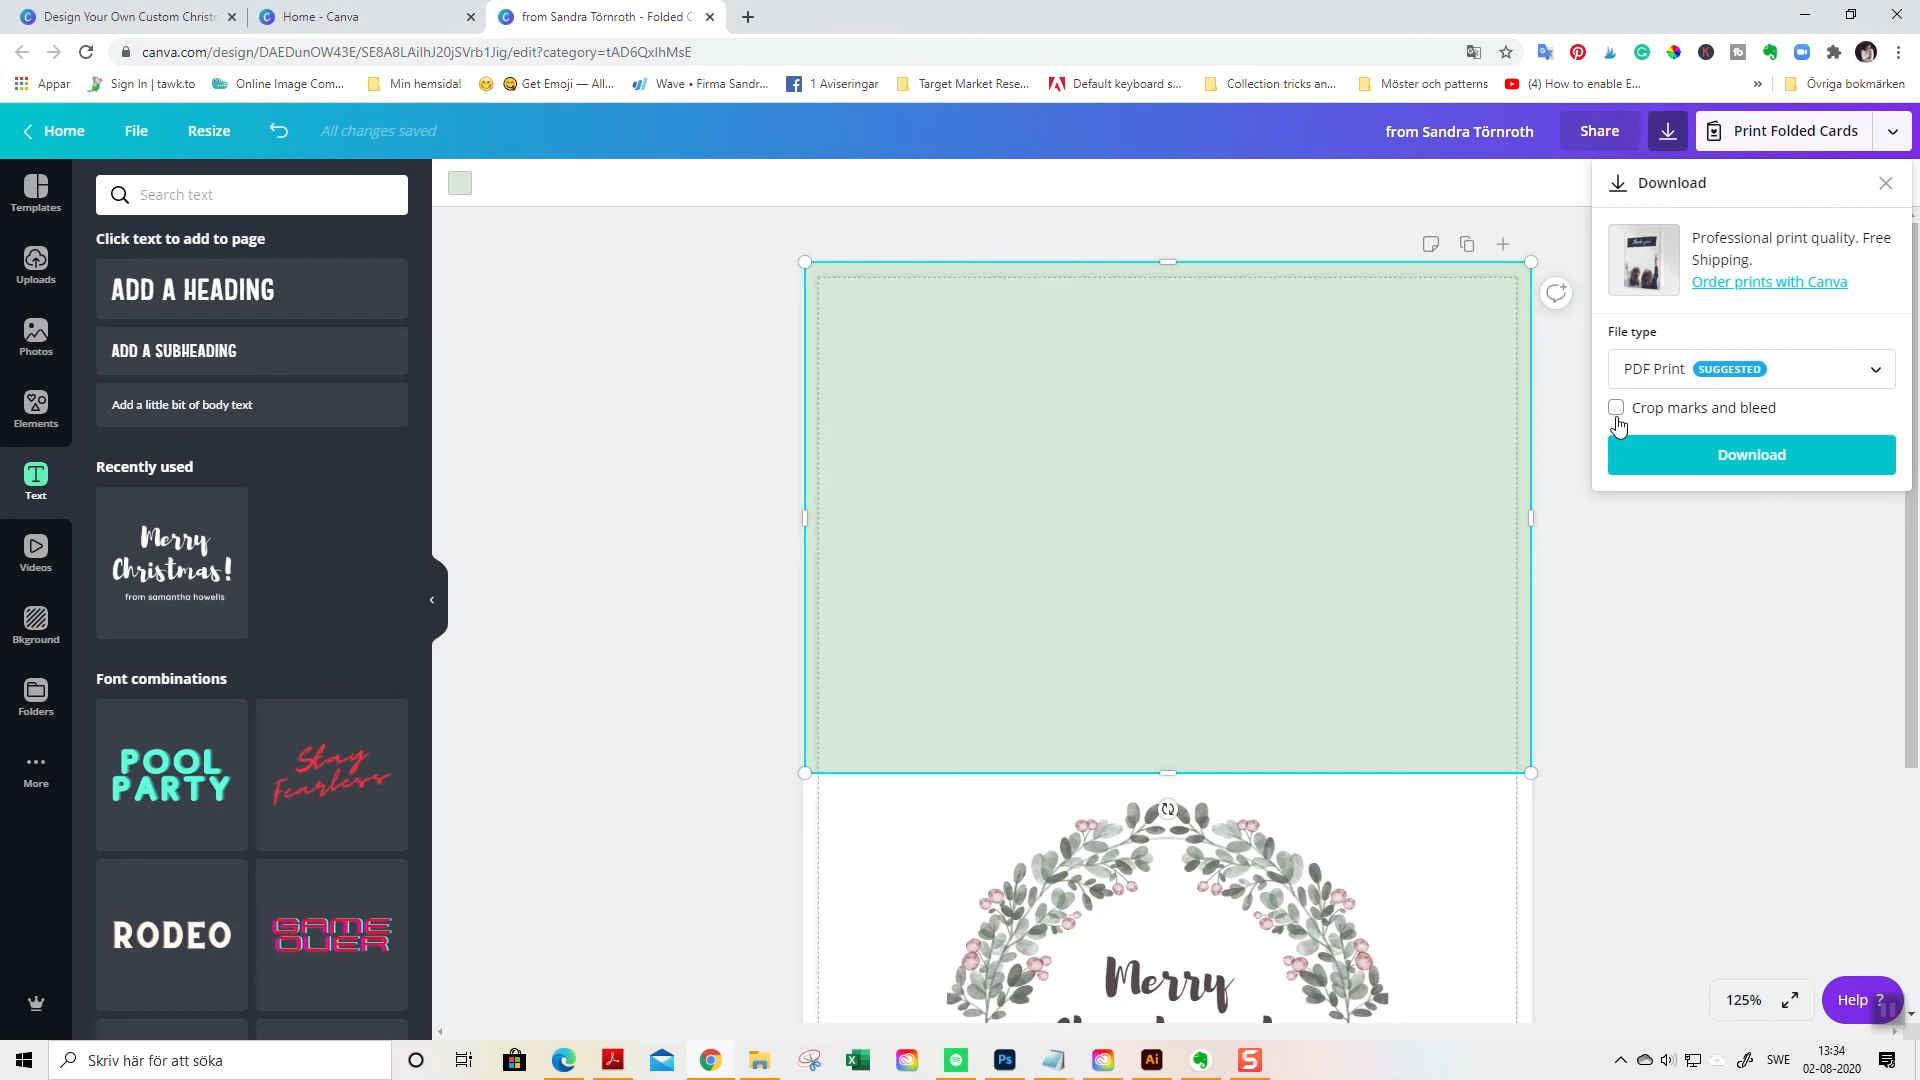 Design Your Own Custom Christm
Home - Canva
from Sandra Törnroth - Folded C
canva.com/design/DAEDunOW43E/SE8A8LAiIhJ20jSVrb1Jig/edit?category=tAD6QxIhMsE
Appar
Sign In | tawk.to
Online Image Com...
Min hemsida!
Get Emoji — All...
Wave • Firma Sandr...
1 Aviseringar
Target Market Rese...
Default keyboard s...
Collection tricks an...
Möster och patterns
(4) How to enable E...
»
Övriga bokmärken
Home
File
Resize
All changes saved
from Sandra Törnroth
Share
Print Folded Cards
Templates
Uploads
Photos
Elements
Text
Videos
Bkground
Folders
More
Search text
Click text to add to page
ADD A HEADING
ADD A SUBHEADING
Add a little bit of body text
Recently used
Merry
Christmas!
from samantha howells
Font combinations
POOL
PARTY
Stay
Fearless
RODEO
GAME
OVER
Download
Professional print quality. Free
Shipping.
Order prints with Canva
File type
PDF Print SUGGESTED
Crop marks and bleed
Download
Merry
125%
Help ?
Skriv här för att söka
SWE
13:34
02-08-2020